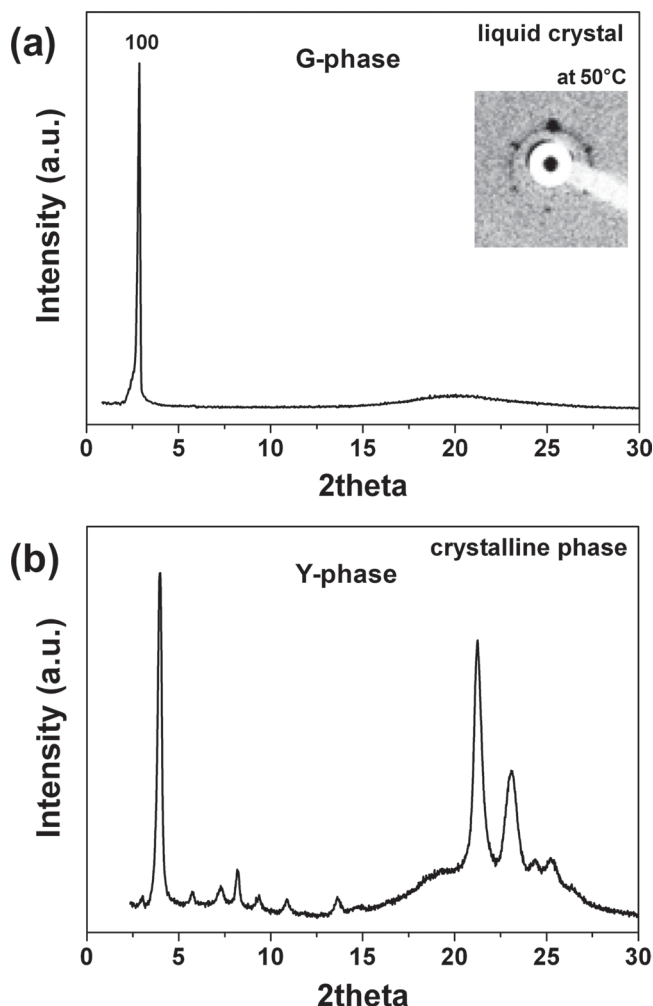 (a)
100
liquid crystal
G-phase
at 50°C
Intensity (a.u.)
0 5 10 15 20 25 30
2theta
(b)
crystalline phase
Y-phase
Intensity (a.u.)
0 5 10 15 20 25 30
2theta